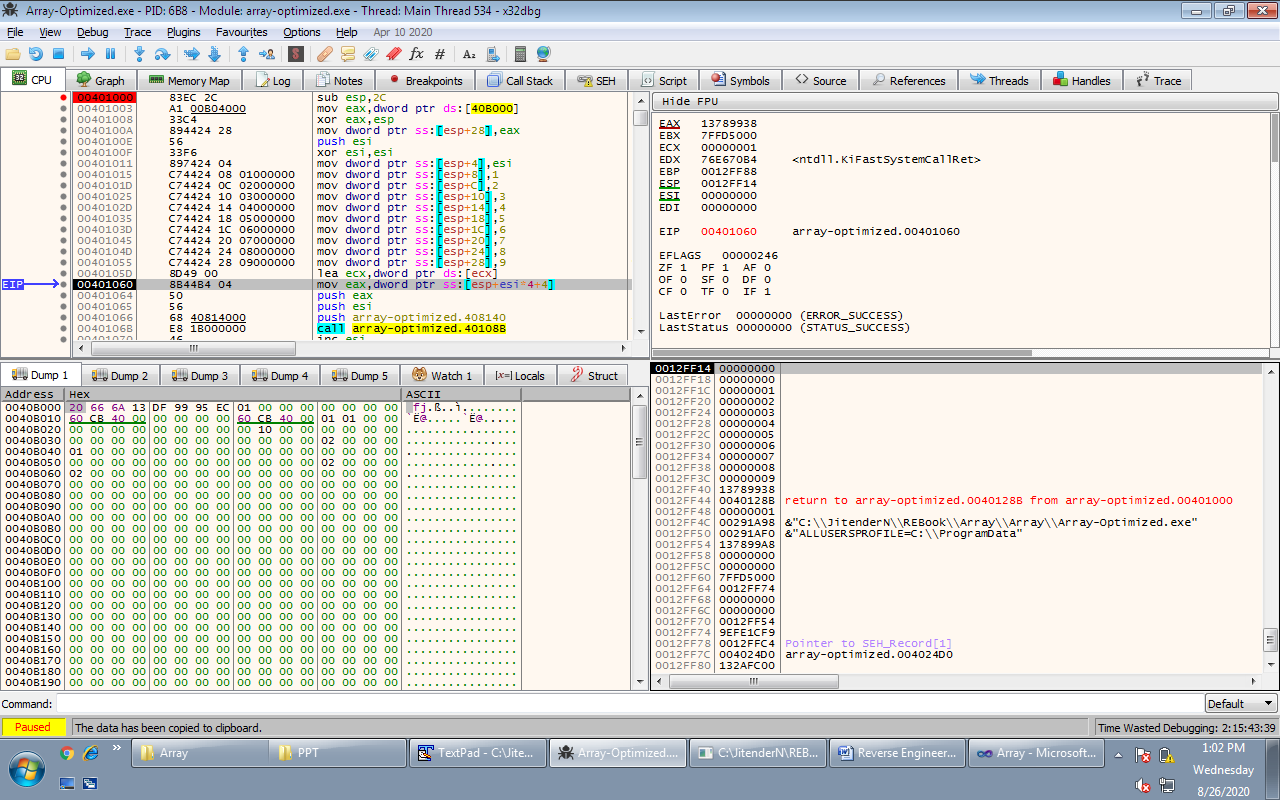 Array-Optimized.exe - PID: 6B8 - Module: array-optimized.exe - Thread: Main Thread 534 - x32dbg
File View Debug Trace Plugins Favourites Options Help Apr 10 2020
CPU Graph Memory Map Log Notes Breakpoints Call Stack SEH Script Symbols Source References Threads Handles Trace
00401000 83EC 2C sub esp,2C
00401003 A1 00B04000 mov eax,dword ptr ds:[40B000]
00401008 33C4 xor eax,esp
0040100A 894424 28 mov dword ptr ss:[esp+28],eax
0040100E 56 push esi
0040100F 33F6 xor esi,esi
00401011 897424 04 mov dword ptr ss:[esp+4],esi
00401015 C74424 08 01000000 mov dword ptr ss:[esp+8],1
0040101D C74424 0C 02000000 mov dword ptr ss:[esp+C],2
00401025 C74424 10 03000000 mov dword ptr ss:[esp+10],3
0040102D C74424 14 04000000 mov dword ptr ss:[esp+14],4
00401035 C74424 18 05000000 mov dword ptr ss:[esp+18],5
0040103D C74424 1C 06000000 mov dword ptr ss:[esp+1C],6
00401045 C74424 20 07000000 mov dword ptr ss:[esp+20],7
0040104D C74424 24 08000000 mov dword ptr ss:[esp+24],8
00401055 C74424 28 09000000 mov dword ptr ss:[esp+28],9
0040105D 8D49 00 lea ecx,dword ptr ds:[ecx]
EIP 00401060 8B44B4 04 mov eax,dword ptr ss:[esp+esi*4+4]
00401064 50 push eax
00401065 56 push esi
00401066 68 40814000 push array-optimized.408140
0040106B E8 1B000000 call array-optimized.40108B
Hide FPU
EAX 13789938
EBX 7FFD5000
ECX 00000001
EDX 76E670B4 <ntdll.KiFastSystemCallRet>
EBP 0012FF88
ESP 0012FF14
ESI 00000000
EDI 00000000
EIP 00401060 array-optimized.00401060
EFLAGS 00000246
ZF 1 PF 1 AF 0
OF 0 SF 0 DF 0
CF 0 TF 0 IF 1
LastError 00000000 (ERROR_SUCCESS)
LastStatus 00000000 (STATUS_SUCCESS)
Dump 1 Dump 2 Dump 3 Dump 4 Dump 5 Watch 1 [x=] Locals Struct
Address Hex ASCII
0040B000 20 66 6A 13 DF 99 95 EC 01 00 00 00 00 00 00 00 fj.ß..ì........
0040B010 60 CB 40 00 00 00 00 00 60 CB 40 00 01 01 00 00 `Ë@.....`Ë@.....
0040B020 00 00 00 00 00 10 00 00 00 00 00 00 00 00 00 00 ................
0040B030 00 00 00 00 00 00 00 00 00 00 00 00 02 00 00 00 ................
0040B040 01 00 00 00 00 00 00 00 00 00 00 00 00 00 00 00 ................
0040B050 00 00 00 00 00 00 00 00 00 00 00 00 02 00 00 00 ................
0040B060 02 00 00 00 00 00 00 00 00 00 00 00 00 00 00 00 ................
0040B070 00 00 00 00 00 00 00 00 00 00 00 00 00 00 00 00 ................
0040B080 00 00 00 00 00 00 00 00 00 00 00 00 00 00 00 00 ................
0040B090 00 00 00 00 00 00 00 00 00 00 00 00 00 00 00 00 ................
0040B0A0 00 00 00 00 00 00 00 00 00 00 00 00 00 00 00 00 ................
0040B0B0 00 00 00 00 00 00 00 00 00 00 00 00 00 00 00 00 ................
0040B0C0 00 00 00 00 00 00 00 00 00 00 00 00 00 00 00 00 ................
0040B0D0 00 00 00 00 00 00 00 00 00 00 00 00 00 00 00 00 ................
0040B0E0 00 00 00 00 00 00 00 00 00 00 00 00 00 00 00 00 ................
0040B0F0 00 00 00 00 00 00 00 00 00 00 00 00 00 00 00 00 ................
0040B100 00 00 00 00 00 00 00 00 00 00 00 00 00 00 00 00 ................
0040B110 00 00 00 00 00 00 00 00 00 00 00 00 00 00 00 00 ................
0040B120 00 00 00 00 00 00 00 00 00 00 00 00 00 00 00 00 ................
0040B130 00 00 00 00 00 00 00 00 00 00 00 00 00 00 00 00 ................
0040B140 00 00 00 00 00 00 00 00 00 00 00 00 00 00 00 00 ................
0040B150 00 00 00 00 00 00 00 00 00 00 00 00 00 00 00 00 ................
0040B160 00 00 00 00 00 00 00 00 00 00 00 00 00 00 00 00 ................
0040B170 00 00 00 00 00 00 00 00 00 00 00 00 00 00 00 00 ................
0040B180 00 00 00 00 00 00 00 00 00 00 00 00 00 00 00 00 ................
0040B190 00 00 00 00 00 00 00 00 00 00 00 00 00 00 00 00 ................
0012FF14 00000000
0012FF18 00000000
0012FF1C 00000001
0012FF20 00000002
0012FF24 00000003
0012FF28 00000004
0012FF2C 00000005
0012FF30 00000006
0012FF34 00000007
0012FF38 00000008
0012FF3C 00000009
0012FF40 13789938
0012FF44 0040128B return to array-optimized.0040128B from array-optimized.00401000
0012FF48 00000001
0012FF4C 00291A98 &"C:\\JitenderN\\REBook\\Array\\Array\\Array-Optimized.exe"
0012FF50 00291AF0 &"ALLUSERSPROFILE=C:\\ProgramData"
0012FF54 137899A8
0012FF58 00000000
0012FF5C 00000000
0012FF60 7FFD5000
0012FF64 0012FF74
0012FF68 00000000
0012FF6C 00000000
0012FF70 0012FF54
0012FF74 9EFE1CF9
0012FF78 0012FFC4 Pointer to SEH_Record[1]
0012FF7C 004024D0 array-optimized.004024D0
0012FF80 132AFC00
Command: Default
Paused The data has been copied to clipboard. Time Wasted Debugging: 2:15:43:39
Array PPT TextPad - C:\Jite... Array-Optimized.... C:\JitenderN\REB... Reverse Engineer... Array - Microsoft...
1:02 PM
Wednesday
8/26/2020